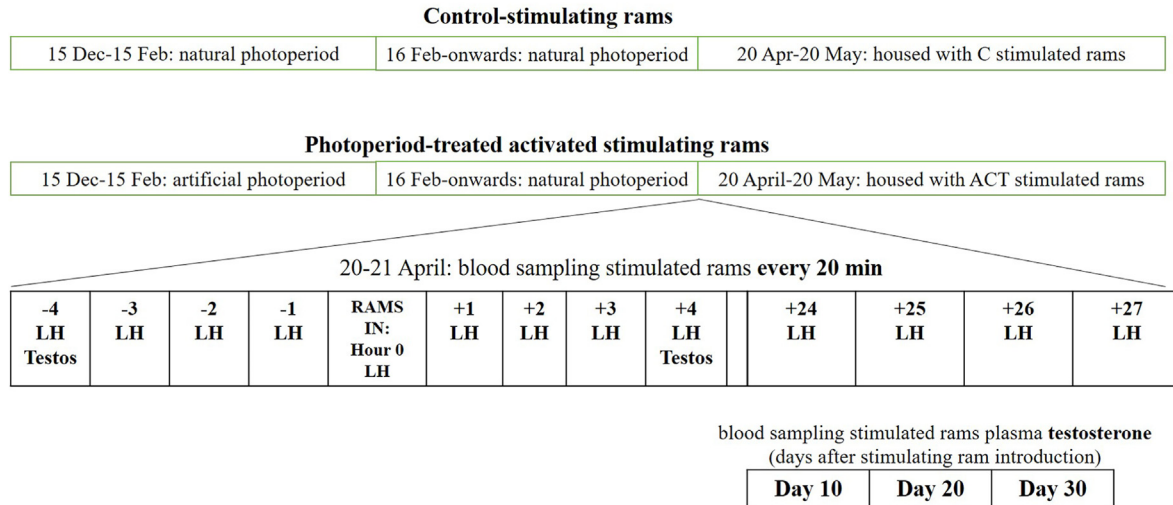 Control-stimulating rams
15 Dec-15 Feb: natural photoperiod
16 Feb-onwards: natural photoperiod
20 Apr-20 May: housed with C stimulated rams
Photoperiod-treated activated stimulating rams
15 Dec-15 Feb: artificial photoperiod
16 Feb-onwards: natural photoperiod
20 April-20 May: housed with ACT stimulated rams
20-21 April: blood sampling stimulated rams every 20 min
-4
LH
Testos
-3
LH
-2
LH
-1
LH
RAMS
IN:
Hour 0
LH
+1
LH
+2
LH
+3
LH
+4
LH
Testos
+24
LH
+25
LH
+26
LH
+27
LH
blood sampling stimulated rams plasma testosterone
(days after stimulating ram introduction)
Day 10
Day 20
Day 30